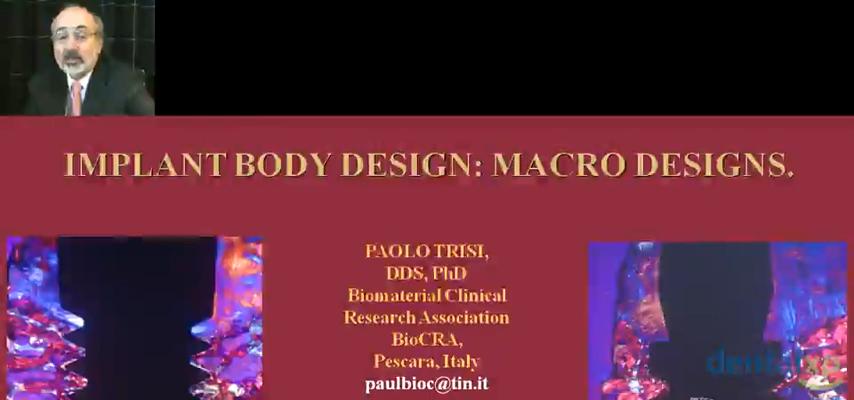 IMPLANT BODY DESIGN: MACRO DESIGNS.
PAOLO TRISI,
DDS, PhD
Biomaterial Clinical
Research Association
BioCRA,
Pescara, Italy
paulbioc@tin.it
dentalxp